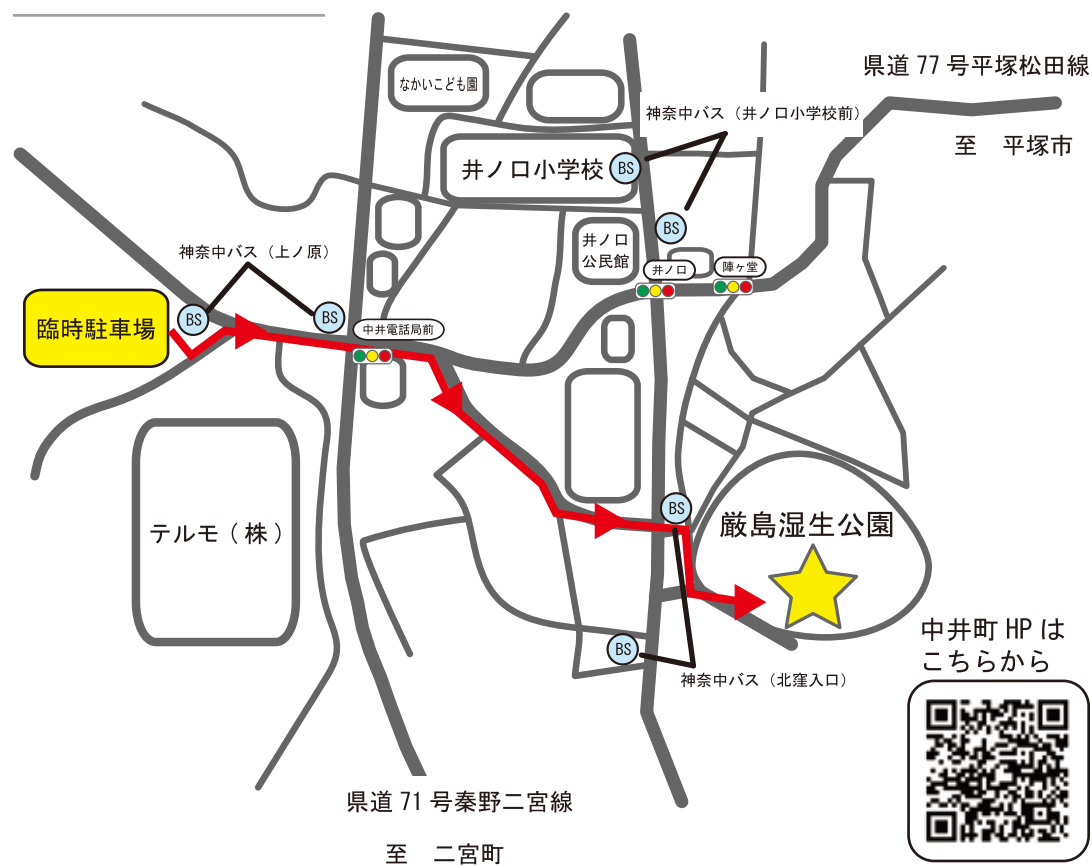 県道 77 号平塚松田線
なかいこども園
神奈中バス（井ノ口小学校前）
至　平塚市
井ノ口小学校
BS
BS
井ノ口
公民館
神奈中バス（上ノ原）
井ノ口
陣ヶ堂
臨時駐車場
BS
BS
中井電話局前
BS
厳島湿生公園
テルモ（株）
中井町 HP は
こちらから
BS
神奈中バス（北窪入口）
県道 71 号秦野二宮線
至　二宮町